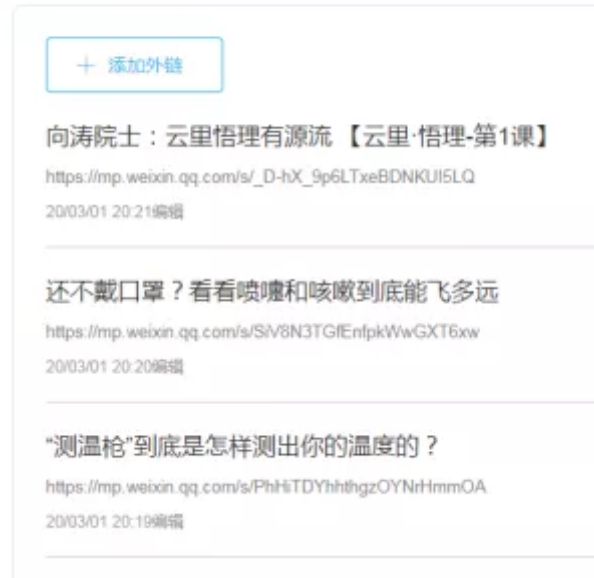 + 添加外链
向涛院士：云里悟理有源流 【云里·悟理-第1课】
https://mp.weixin.qq.com/s/_D-hX_9p6LTxeBDNKUI5LQ
20/03/01 20:21编辑
还不戴口罩？看看喷嚏和咳嗽到底能飞多远
https://mp.weixin.qq.com/s/SiV8N3TGfEnfpkWwGXT6xw
20/03/01 20:20编辑
“测温枪”到底是怎样测出你的温度的？
https://mp.weixin.qq.com/s/PhHiTDYhhthgzOYNrHmmOA
20/03/01 20:19编辑